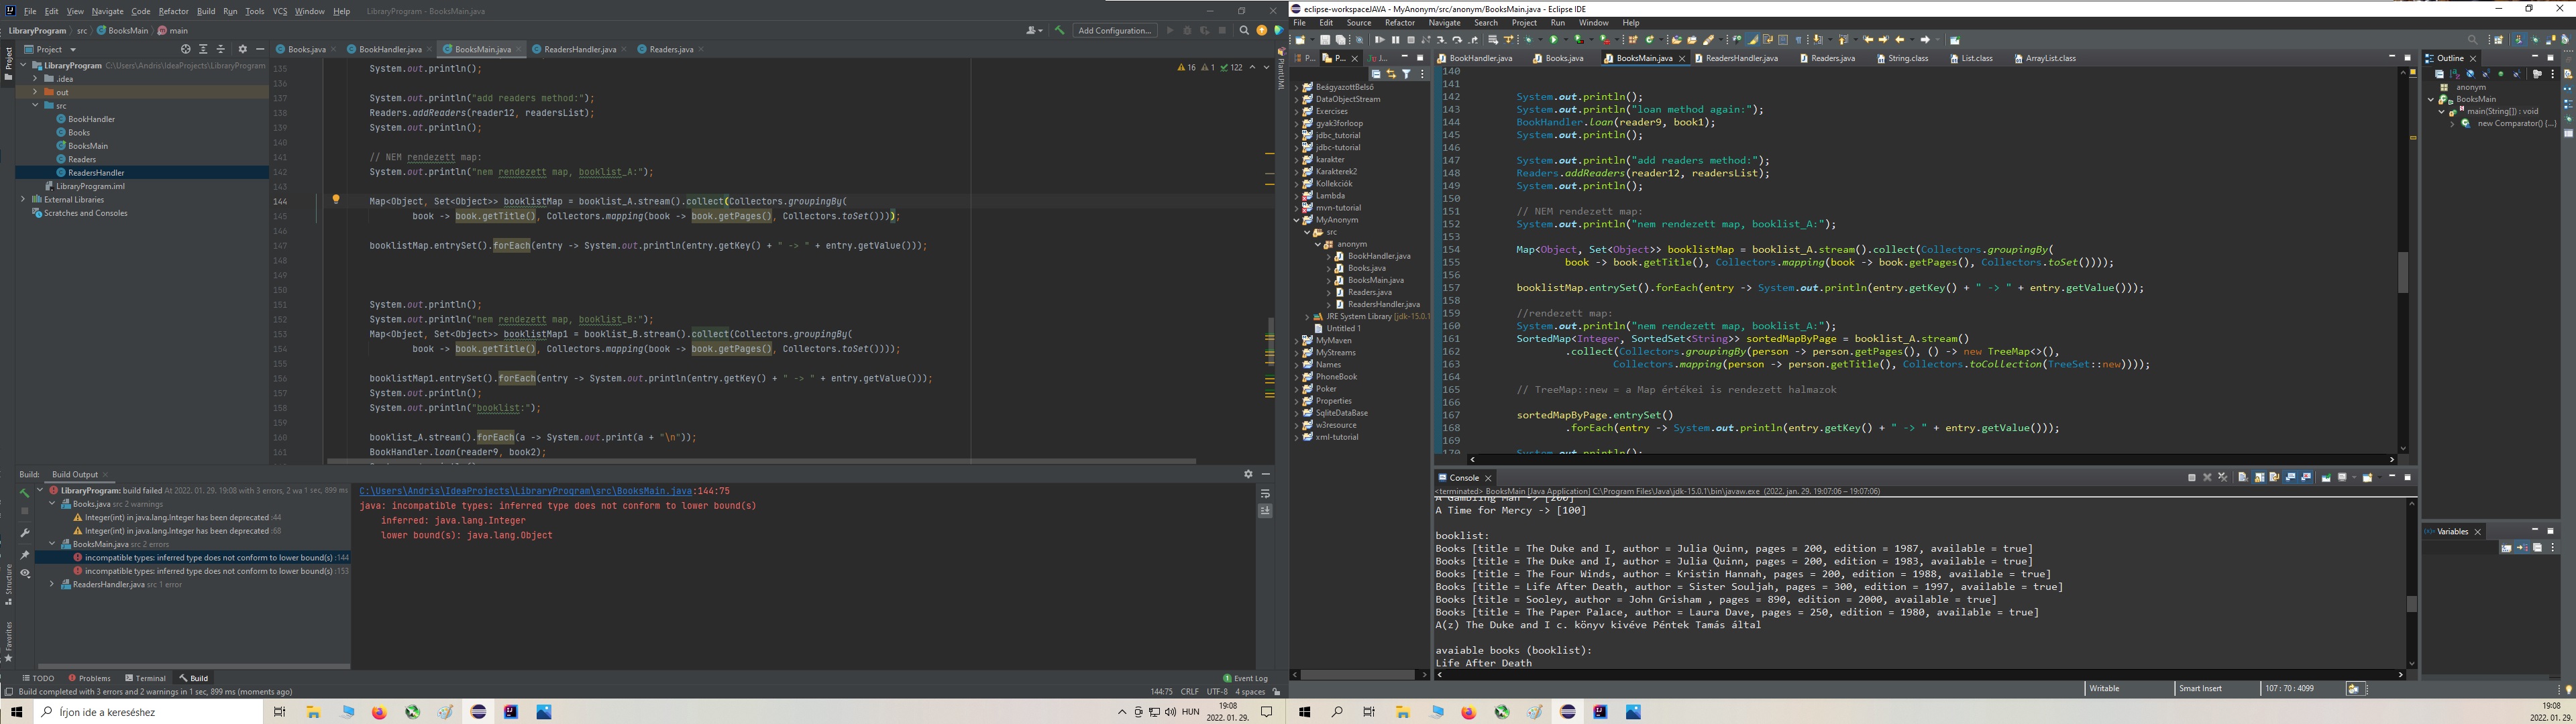 File Edit View Navigate Code Refactor Build Run Tools VCS Window Help LibraryProgram - BooksMain.java
LibraryProgram src BooksMain main
Add Configuration...
Project
LibraryProgram C:\Users\Andris\IdeaProjects\LibraryProgram
.idea
out
src
BookHandler
Books
BooksMain
Readers
ReadersHandler
LibraryProgram.iml
External Libraries
Scratches and Consoles
Books.java BookHandler.java BooksMain.java ReadersHandler.java Readers.java
16 1 122
135 System.out.println();
136
137 System.out.println("add readers method:");
138 Readers.addReaders(reader12, readersList);
139 System.out.println();
140
141 // NEM rendezett map:
142 System.out.println("nem rendezett map, booklist_A:");
143
144 Map<Object, Set<Object>> booklistMap = booklist_A.stream().collect(Collectors.groupingBy(
145 book -> book.getTitle(), Collectors.mapping(book -> book.getPages(), Collectors.toSet())));
146
147 booklistMap.entrySet().forEach(entry -> System.out.println(entry.getKey() + " -> " + entry.getValue()));
148
149
150
151 System.out.println();
152 System.out.println("nem rendezett map, booklist_B:");
153 Map<Object, Set<Object>> booklistMap1 = booklist_B.stream().collect(Collectors.groupingBy(
154 book -> book.getTitle(), Collectors.mapping(book -> book.getPages(), Collectors.toSet())));
155
156 booklistMap1.entrySet().forEach(entry -> System.out.println(entry.getKey() + " -> " + entry.getValue()));
157 System.out.println();
158 System.out.println("booklist:");
159
160 booklist_A.stream().forEach(a -> System.out.print(a + "\n"));
161 BookHandler.loan(reader9, book2);
PlantUML
Structure
Favorites
Build: Build Output
LibraryProgram: build failed At 2022. 01. 29. 19:08 with 3 errors, 2 wa 1 sec, 899 ms
Books.java src 2 warnings
Integer(int) in java.lang.Integer has been deprecated :44
Integer(int) in java.lang.Integer has been deprecated :68
BooksMain.java src 2 errors
incompatible types: inferred type does not conform to lower bound(s) :144
incompatible types: inferred type does not conform to lower bound(s) :153
ReadersHandler.java src 1 error
C:\Users\Andris\IdeaProjects\LibraryProgram\src\BooksMain.java:144:75
java: incompatible types: inferred type does not conform to lower bound(s)
inferred: java.lang.Integer
lower bound(s): java.lang.Object
TODO Problems Terminal Build Event Log
Build completed with 3 errors and 2 warnings in 1 sec, 899 ms (moments ago) 144:75 CRLF UTF-8 4 spaces
Írjon ide a kereséshez
HUN 19:08
2022. 01. 29.
eclipse-workspaceJAVA - MyAnonym/src/anonym/BooksMain.java - Eclipse IDE
File Edit Source Refactor Navigate Search Project Run Window Help
P... P... J...
BeágyazottBelső
DataObjectStream
Exercises
gyak3forloop
jdbc_tutorial
jdbc-tutorial
karakter
Karakterek2
Kollekciók
Lambda
mvn-tutorial
MyAnonym
src
anonym
BookHandler.java
Books.java
BooksMain.java
Readers.java
ReadersHandler.java
JRE System Library [jdk-15.0.1
Untitled 1
MyMaven
MyStreams
Names
PhoneBook
Poker
Properties
SqliteDataBase
w3resource
xml-tutorial
BookHandler.java Books.java BooksMain.java ReadersHandler.java Readers.java String.class List.class ArrayList.class
140
141
142 System.out.println();
143 System.out.println("loan method again:");
144 BookHandler.loan(reader9, book1);
145 System.out.println();
146
147 System.out.println("add readers method:");
148 Readers.addReaders(reader12, readersList);
149 System.out.println();
150
151 // NEM rendezett map:
152 System.out.println("nem rendezett map, booklist_A:");
153
154 Map<Object, Set<Object>> booklistMap = booklist_A.stream().collect(Collectors.groupingBy(
155 book -> book.getTitle(), Collectors.mapping(book -> book.getPages(), Collectors.toSet())));
156
157 booklistMap.entrySet().forEach(entry -> System.out.println(entry.getKey() + " -> " + entry.getValue()));
158
159 //rendezett map:
160 System.out.println("nem rendezett map, booklist_A:");
161 SortedMap<Integer, SortedSet<String>> sortedMapByPage = booklist_A.stream()
162 .collect(Collectors.groupingBy(person -> person.getPages(), () -> new TreeMap<>(),
163 Collectors.mapping(person -> person.getTitle(), Collectors.toCollection(TreeSet::new))));
164
165 // TreeMap::new = a Map értékei is rendezett halmazok
166
167 sortedMapByPage.entrySet()
168 .forEach(entry -> System.out.println(entry.getKey() + " -> " + entry.getValue()));
169
170 System.out.println();
Outline
anonym
BooksMain
main(String[]) : void
new Comparator() {...}
Variables
Console
<terminated> BooksMain [Java Application] C:\Program Files\Java\jdk-15.0.1\bin\javaw.exe (2022. jan. 29. 19:07:06 – 19:07:06)
A Gambling Man -> [200]
A Time for Mercy -> [100]
booklist:
Books [title = The Duke and I, author = Julia Quinn, pages = 200, edition = 1987, available = true]
Books [title = The Duke and I, author = Julia Quinn, pages = 200, edition = 1983, available = true]
Books [title = The Four Winds, author = Kristin Hannah, pages = 200, edition = 1988, available = true]
Books [title = Life After Death, author = Sister Souljah, pages = 300, edition = 1997, available = true]
Books [title = Sooley, author = John Grisham , pages = 890, edition = 2000, available = true]
Books [title = The Paper Palace, author = Laura Dave, pages = 250, edition = 1980, available = true]
A(z) The Duke and I c. könyv kivéve Péntek Tamás által
avaiable books (booklist):
Life After Death
Writable Smart Insert 107 : 70 : 4099
19:08
2022. 01. 29.